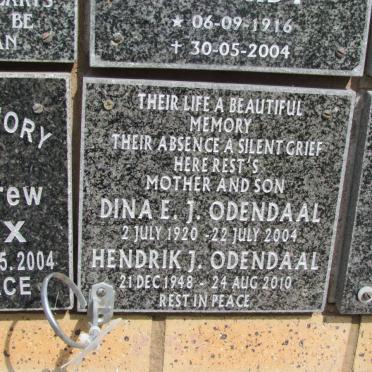 BE
AN
★ 06-09-1916
† 30-05-2004
ORY
rew
X
5.2004
CE
THEIR LIFE A BEAUTIFUL
MEMORY
THEIR ABSENCE A SILENT GRIEF
HERE REST'S
MOTHER AND SON
DINA E. J. ODENDAAL
2 JULY 1920 - 22 JULY 2004
HENDRIK J. ODENDAAL
21 DEC 1948 - 24 AUG 2010
REST IN PEACE